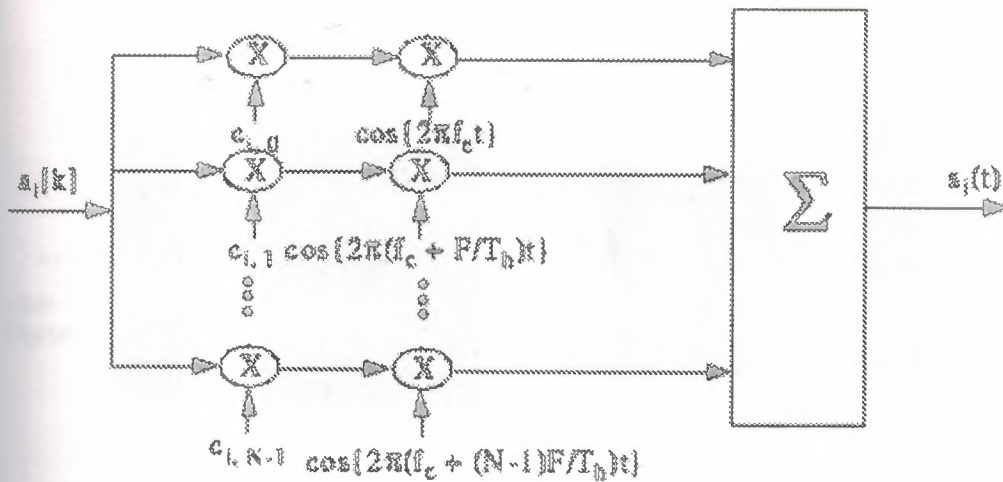 X X
c_{i, 0} cos{2πf_c t}
X X
a_i[k] Σ s_i(t)
c_{i, 1} cos{2π(f_c + F/T_b)t}
X X
c_{i, N-1} cos{2π(f_c + (N-1)F/T_b)t}